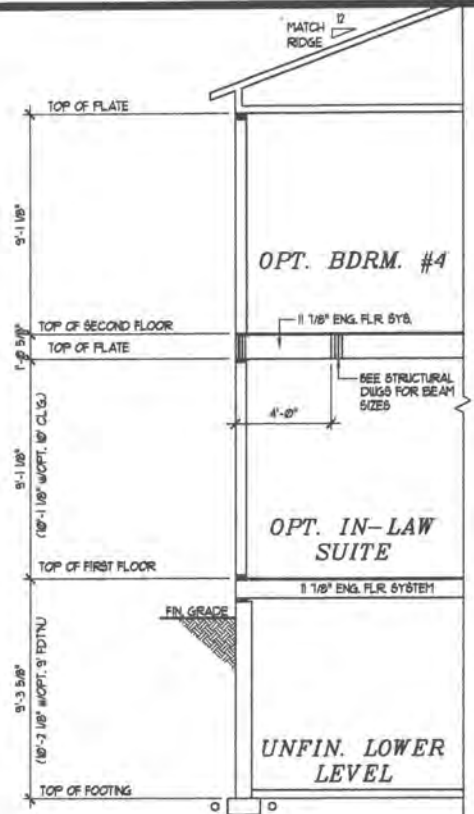 12
MATCH
RIDGE
TOP OF PLATE
9'-1 1/8"
OPT. BDRM. #4
TOP OF SECOND FLOOR
11 7/8" ENG. FLR. SYS.
1'-0 5/8"
TOP OF PLATE
SEE STRUCTURAL
DWGS FOR BEAM
SIZES
4'-0"
9'-1 1/8"
(10'-1 1/8" W/OPT. 10' CL'G.)
OPT. IN-LAW
SUITE
TOP OF FIRST FLOOR
11 7/8" ENG. FLR. SYSTEM
FIN. GRADE
9'-3 5/8"
(10'-2 1/8" W/OPT. 9' FDTN.)
UNFIN. LOWER
LEVEL
TOP OF FOOTING